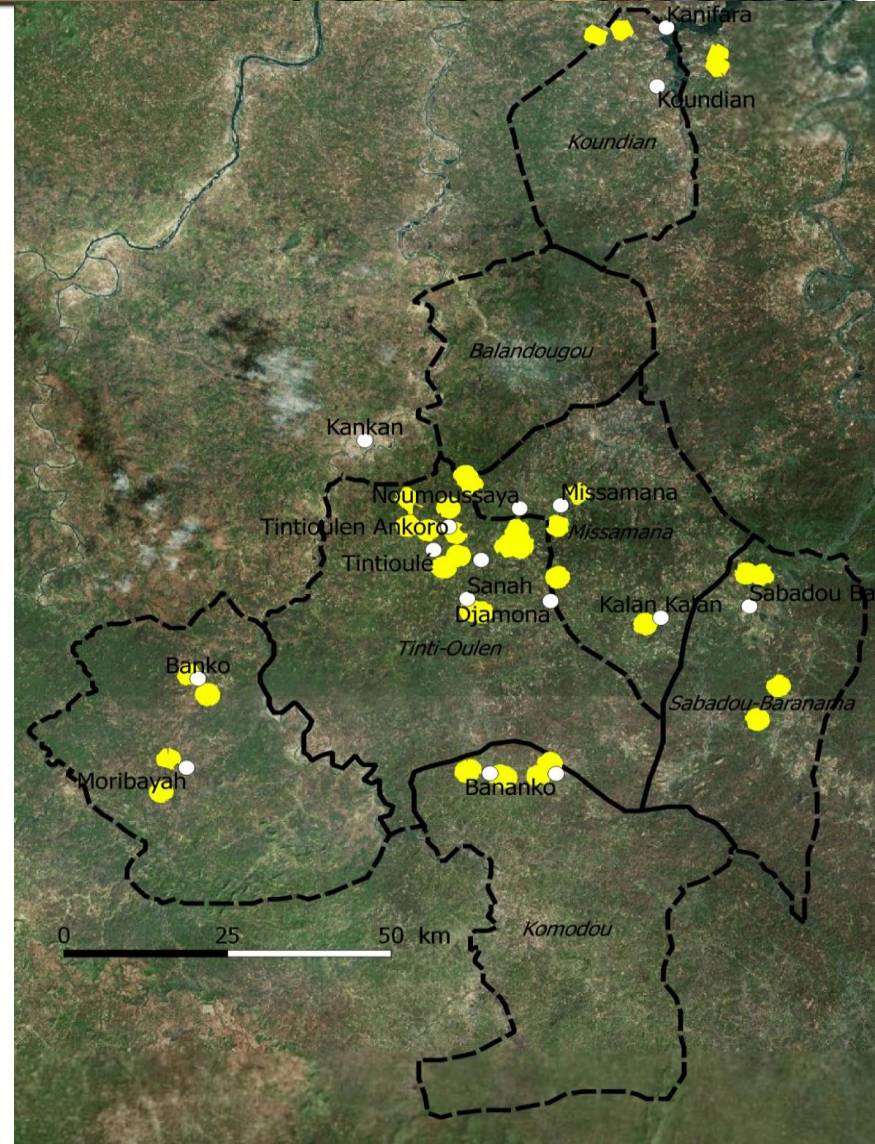 Kanifara
Koundian
Koundian
Balandougou
Kankan
Noumoussaya
Missamana
Tintioulen Ankoro
Missamana
Tintioulé
Sanah
Sabadou Ba
Kalan Kalan
Djamona
Tinti-Oulen
Banko
Sabadou-Baranama
Moribayah
Bananko
Komodou
0 25 50 km